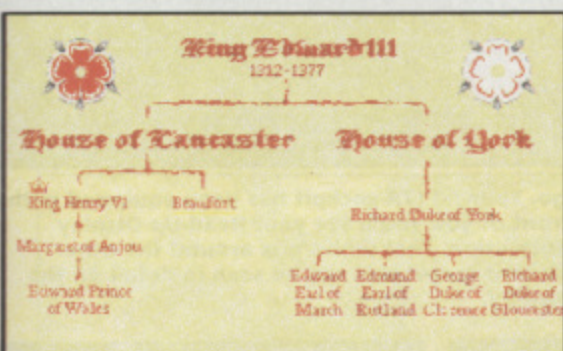 King Edward III
1312-1377
House of Lancaster
House of York
King Henry VI
Beaufort
Richard Duke of York
Margaret of Anjou
Edward Prince
of Wales
Edward
Earl of
March
Edmund
Earl of
Rutland
George
Duke of
Clarence
Richard
Duke of
Gloucester